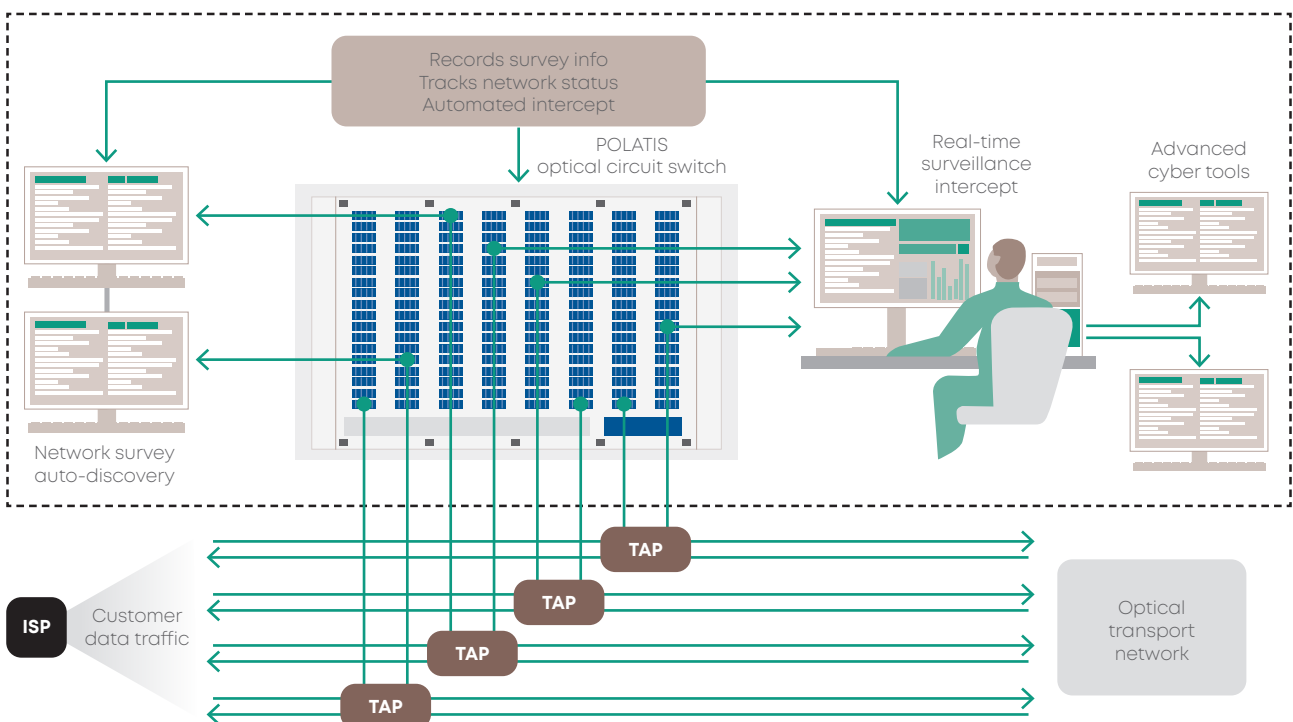 Records survey info
Tracks network status
Automated intercept
POLATIS
optical circuit switch
Real-time
surveillance
intercept
Advanced
cyber tools
Network survey
auto-discovery
TAP
TAP
TAP
TAP
ISP
Customer
data traffic
Optical
transport
network